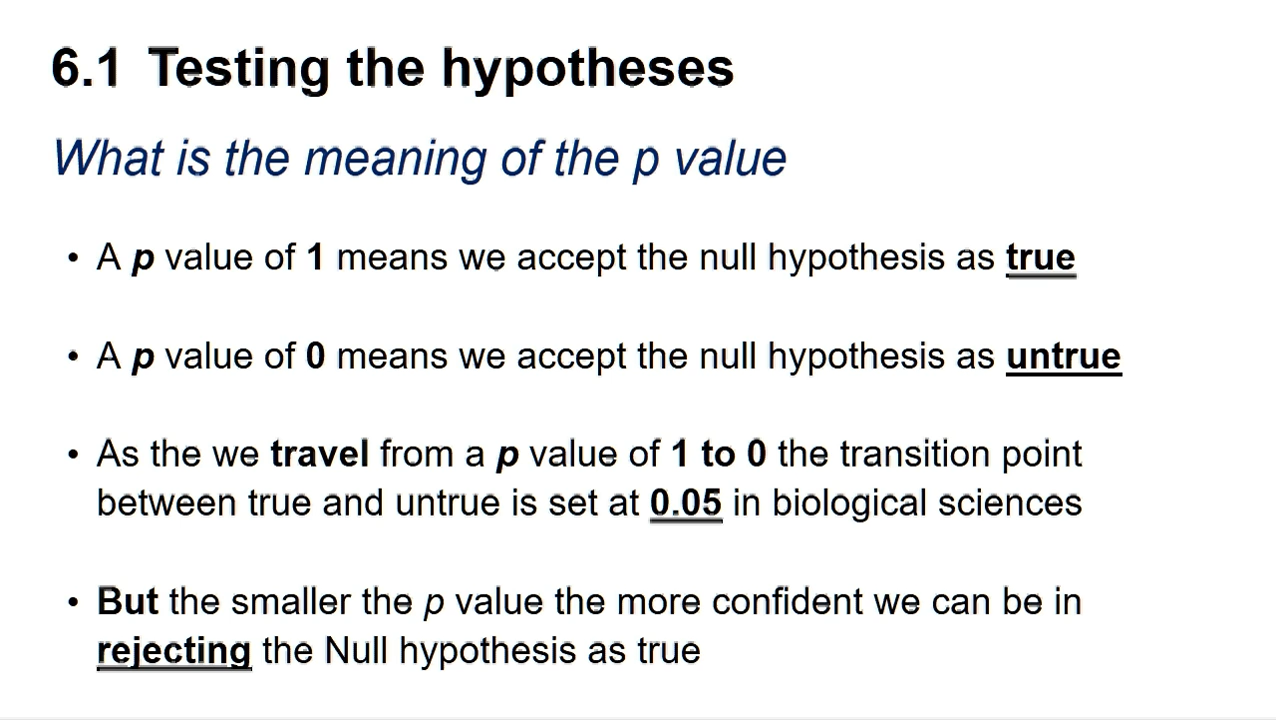 6.1 Testing the hypotheses
What is the meaning of the p value
• A p value of 1 means we accept the null hypothesis as true
• A p value of 0 means we accept the null hypothesis as untrue
• As the we travel from a p value of 1 to 0 the transition point
between true and untrue is set at 0.05 in biological sciences
• But the smaller the p value the more confident we can be in
rejecting the Null hypothesis as true